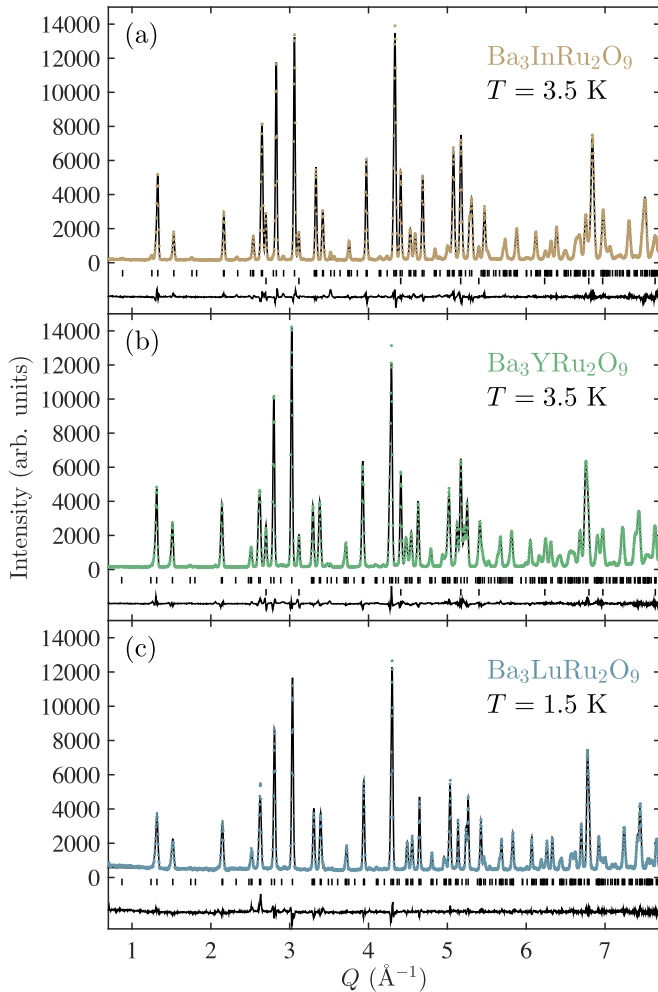 (a)
Ba₃InRu₂O₉
T = 3.5 K
14000
12000
10000
8000
6000
4000
2000
0
(b)
Ba₃YRu₂O₉
T = 3.5 K
14000
12000
10000
8000
6000
4000
2000
0
Intensity (arb. units)
(c)
Ba₃LuRu₂O₉
T = 1.5 K
14000
12000
10000
8000
6000
4000
2000
0
1 2 3 4 5 6 7
Q (Å⁻¹)